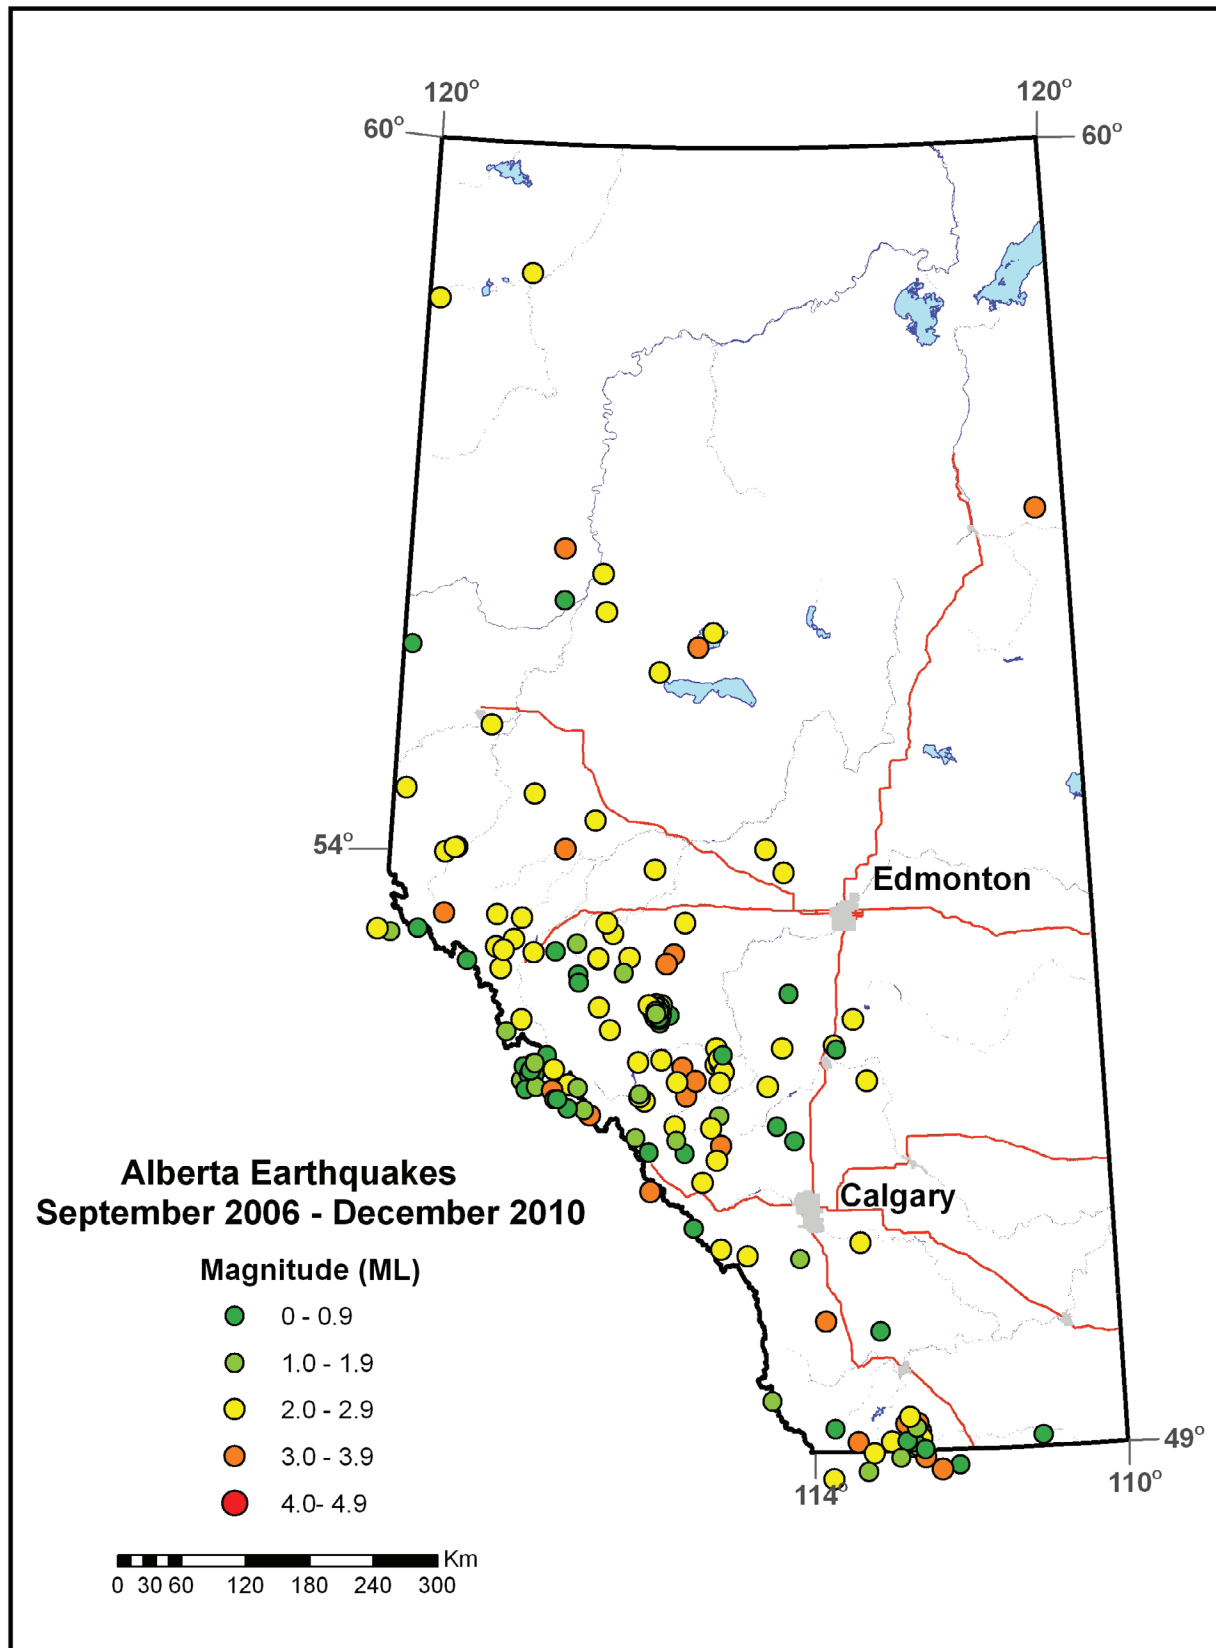 120° 120°
60° 60°
54°
Edmonton
Calgary
Alberta Earthquakes
September 2006 - December 2010
Magnitude (ML)
0 - 0.9
1.0 - 1.9
2.0 - 2.9
3.0 - 3.9
4.0- 4.9
49°
114° 110°
Km
0 30 60 120 180 240 300